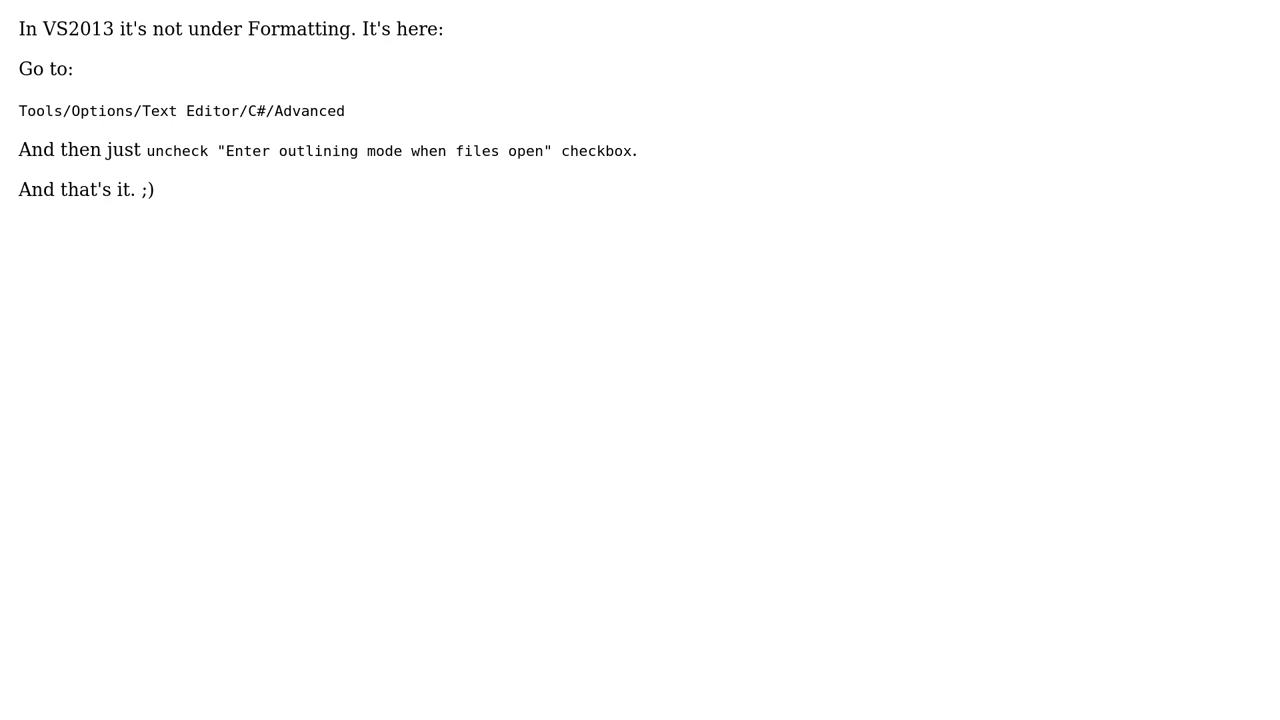 In VS2013 it's not under Formatting. It's here:
Go to:
Tools/Options/Text Editor/C#/Advanced
And then just uncheck "Enter outlining mode when files open" checkbox.
And that's it. ;)